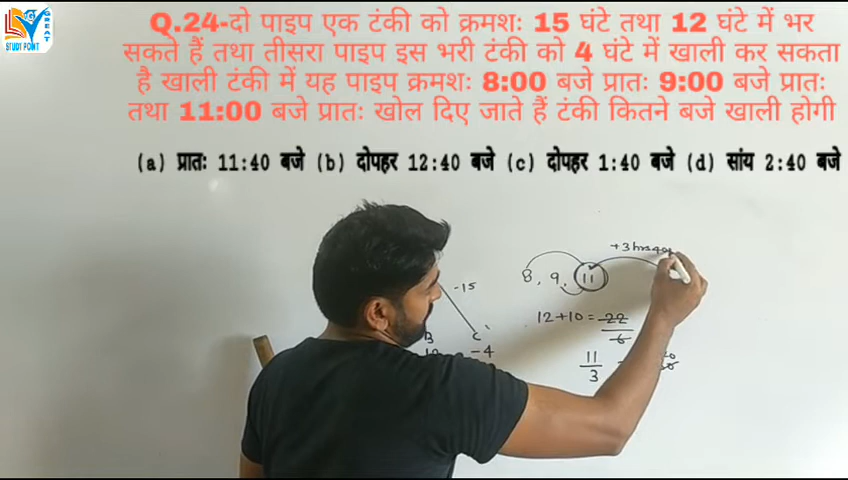 GREAT
STUDY POINT
Q.24-दो पाइप एक टंकी को क्रमशः 15 घंटे तथा 12 घंटे में भर
सकते हैं तथा तीसरा पाइप इस भरी टंकी को 4 घंटे में खाली कर सकता
है खाली टंकी में यह पाइप क्रमशः 8:00 बजे प्रातः 9:00 बजे प्रातः
तथा 11:00 बजे प्रातः खोल दिए जाते हैं टंकी कितने बजे खाली होगी
(a) प्रातः 11:40 बजे (b) दोपहर 12:40 बजे (c) दोपहर 1:40 बजे (d) सांय 2:40 बजे
+3 hrs
8, 9, 11
-15
12+10 = 22
6
B C
-4
11
3